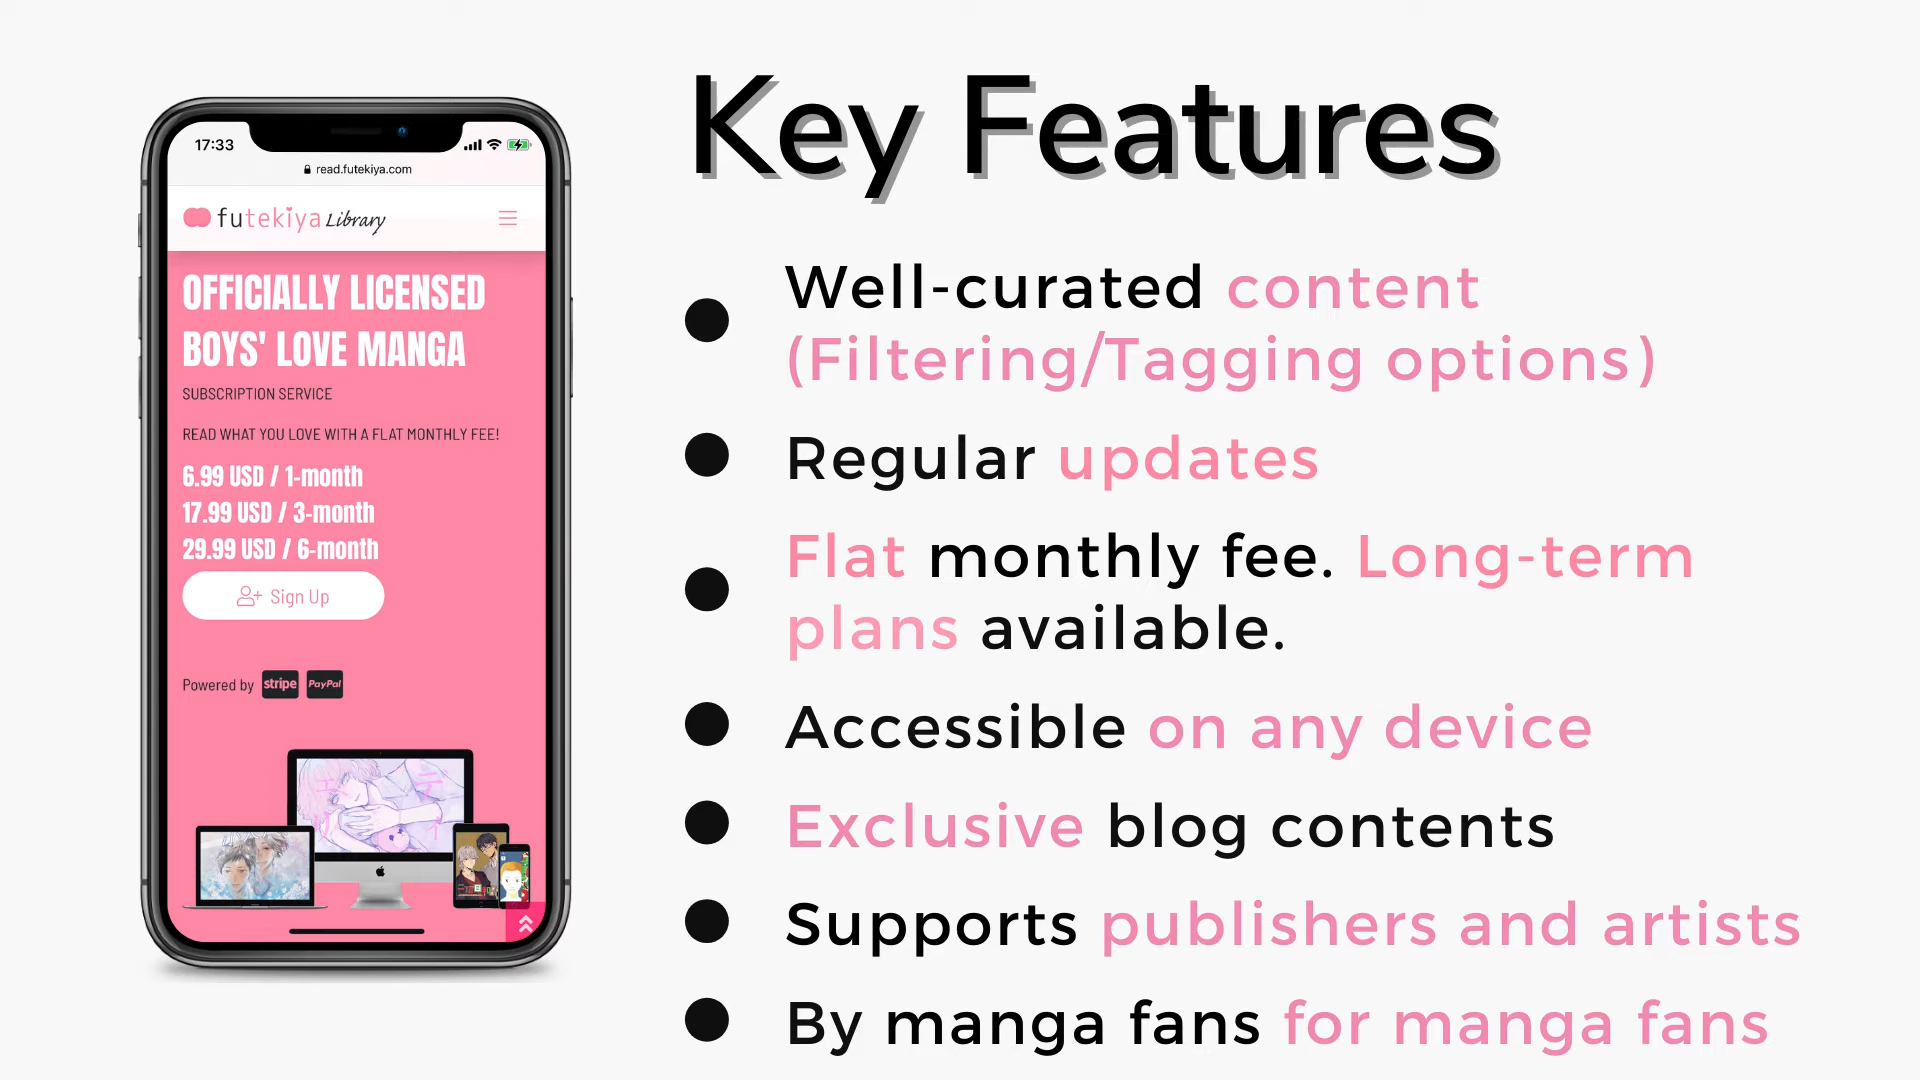 17:33
read.futekiya.com
futekiya Library
OFFICIALLY LICENSED
BOYS' LOVE MANGA
SUBSCRIPTION SERVICE
READ WHAT YOU LOVE WITH A FLAT MONTHLY FEE!
6.99 USD / 1-month
17.99 USD / 3-month
29.99 USD / 6-month
Sign Up
Powered by stripe PayPal
Key Features
Well-curated content
(Filtering/Tagging options)
Regular updates
Flat monthly fee. Long-term
plans available.
Accessible on any device
Exclusive blog contents
Supports publishers and artists
By manga fans for manga fans